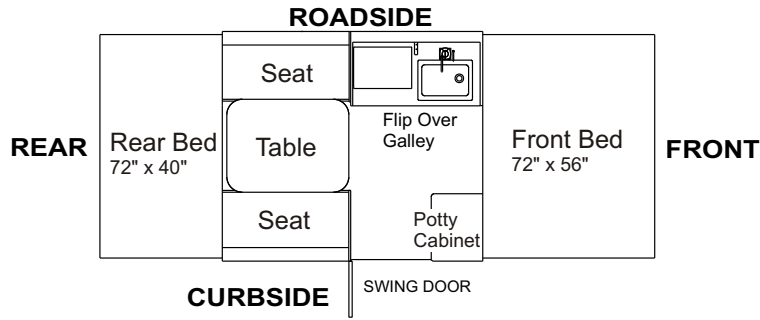 ROADSIDE
Seat
Flip Over
Galley
REAR
Rear Bed
72" x 40"
Table
Front Bed
72" x 56"
FRONT
Seat
Potty
Cabinet
CURBSIDE
SWING DOOR